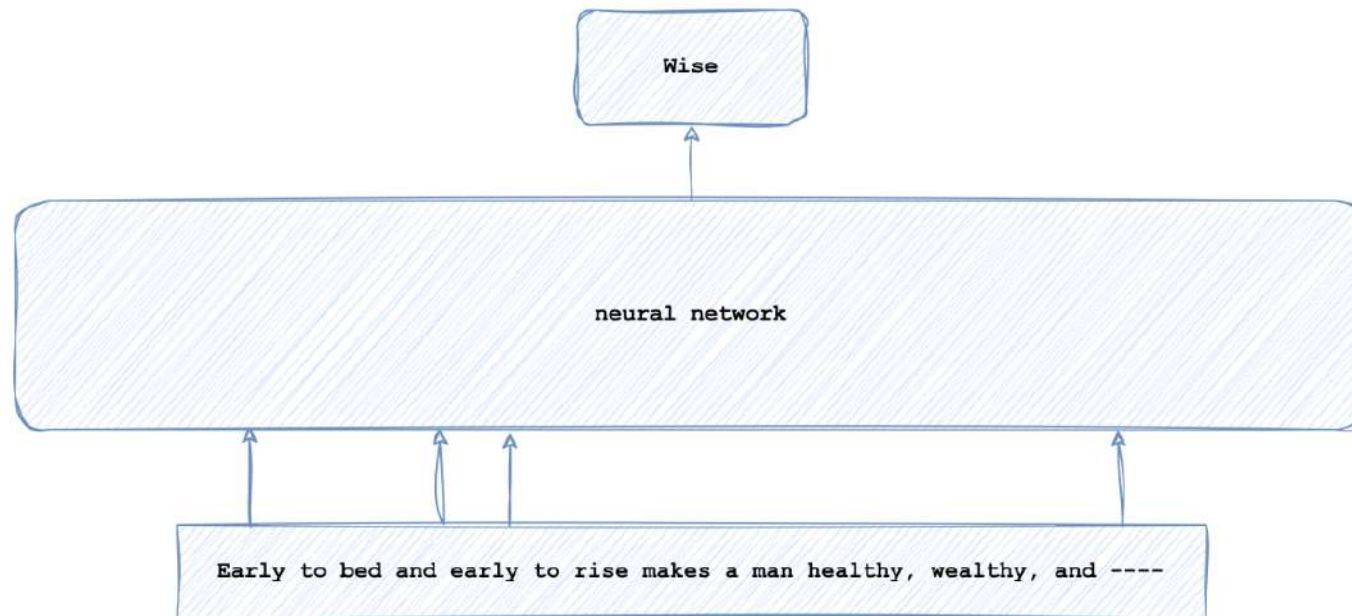 Wise
neural network
Early to bed and early to rise makes a man healthy, wealthy, and ----